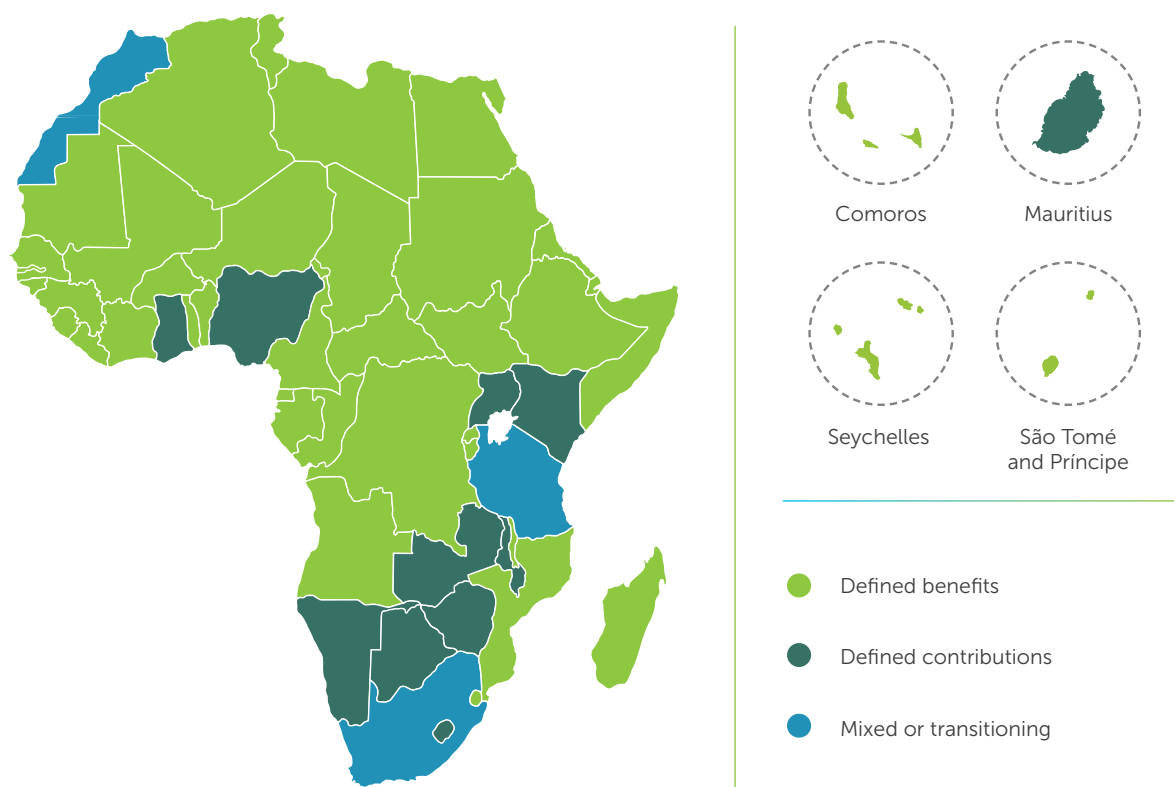 Comoros
Mauritius
Seychelles
São Tomé
and Príncipe
Defined benefits
Defined contributions
Mixed or transitioning